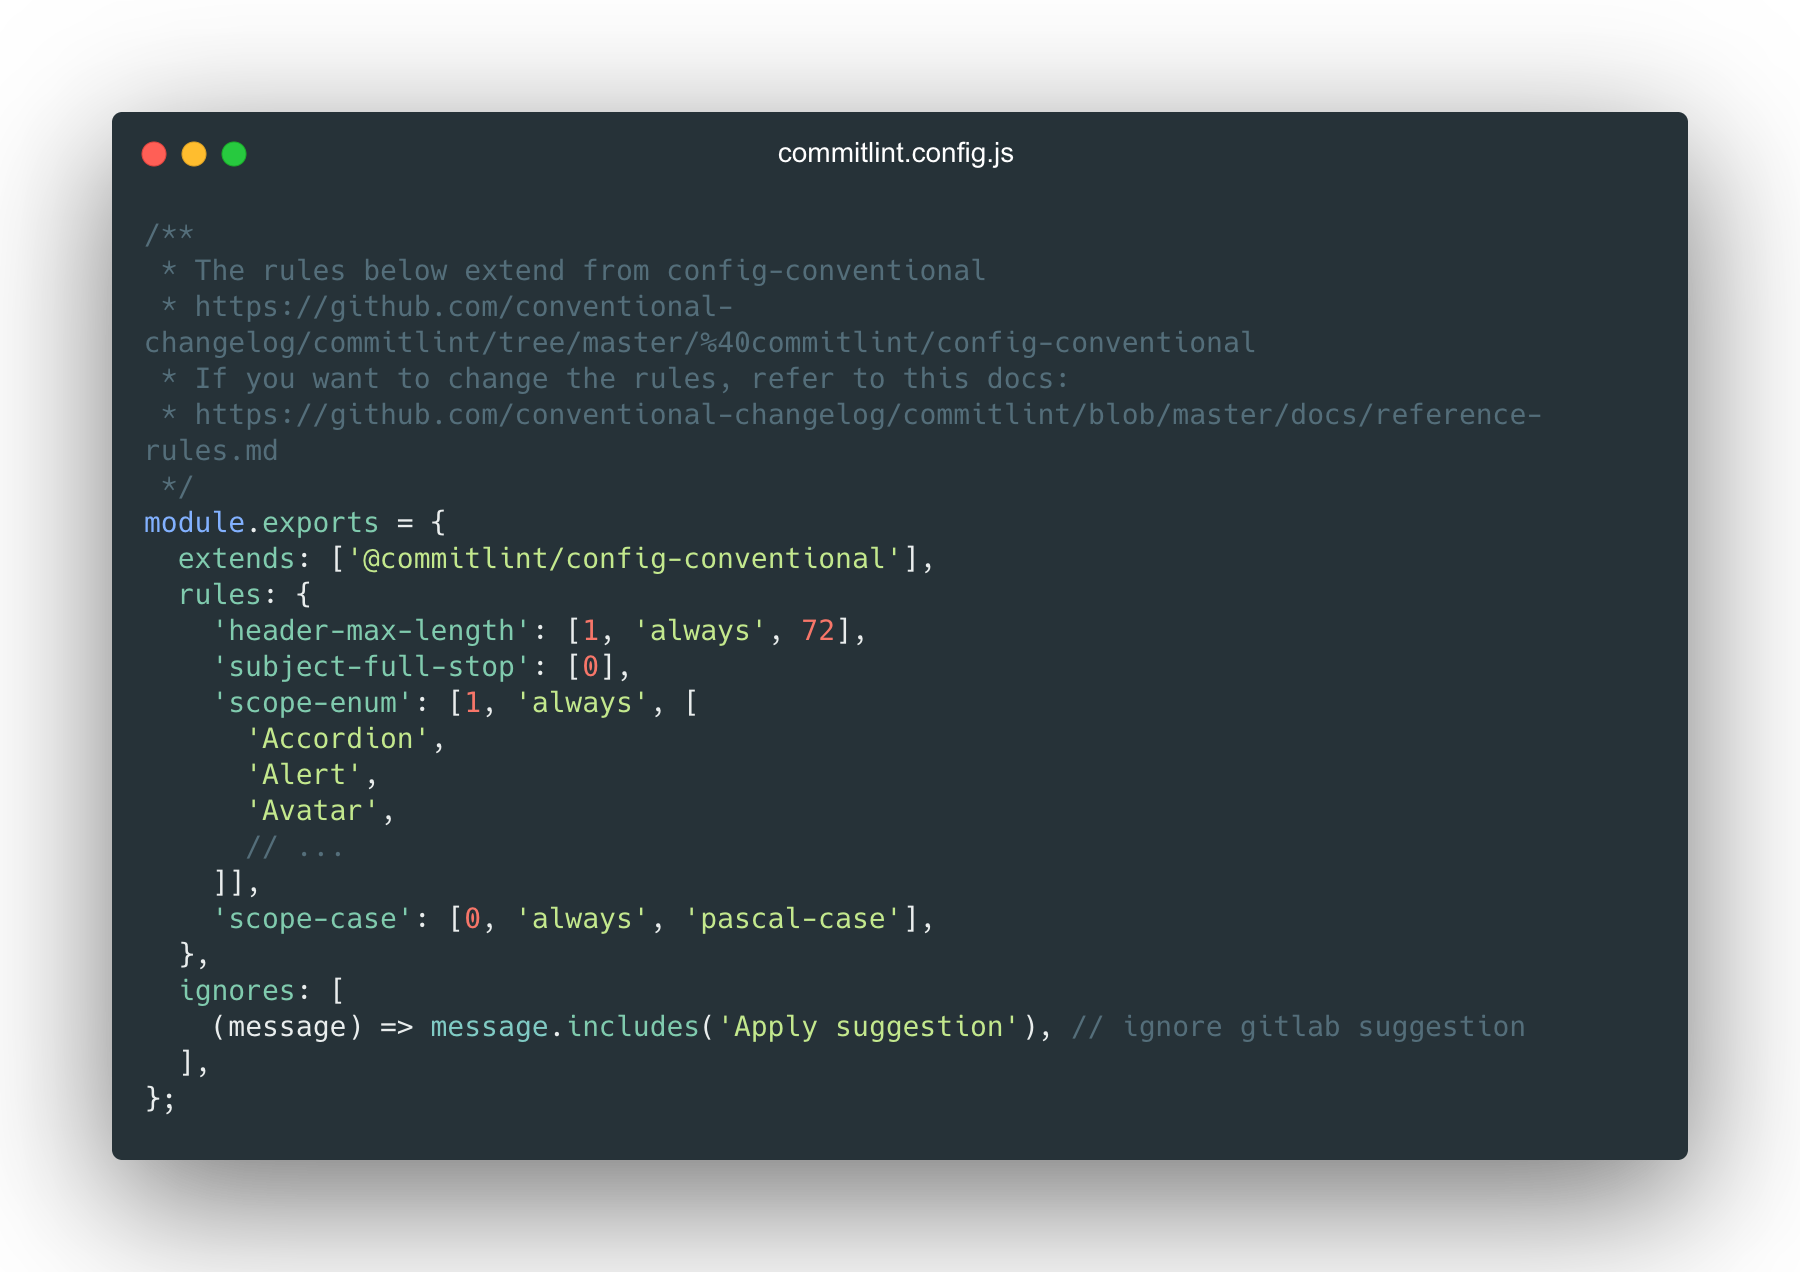 commitlint.config.js
/**
 * The rules below extend from config-conventional
 * https://github.com/conventional-
changelog/commitlint/tree/master/%40commitlint/config-conventional
 * If you want to change the rules, refer to this docs:
 * https://github.com/conventional-changelog/commitlint/blob/master/docs/reference-
rules.md
 */
module.exports = {
  extends: ['@commitlint/config-conventional'],
  rules: {
    'header-max-length': [1, 'always', 72],
    'subject-full-stop': [0],
    'scope-enum': [1, 'always', [
      'Accordion',
      'Alert',
      'Avatar',
      // ...
    ]],
    'scope-case': [0, 'always', 'pascal-case'],
  },
  ignores: [
    (message) => message.includes('Apply suggestion'), // ignore gitlab suggestion
  ],
};